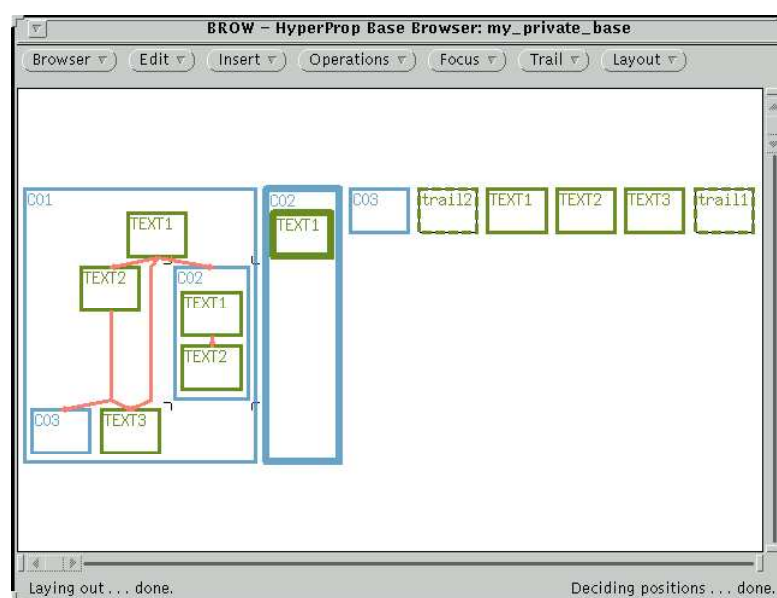 BROW – HyperProp Base Browser: my_private_base
Browser Edit Insert Operations Focus Trail Layout
C01 C02 C03 trail2 TEXT1 TEXT2 TEXT3 trail1
TEXT1 TEXT1
TEXT2 C02
TEXT1
TEXT2
C03 TEXT3
Laying out . . . done. Deciding positions . . . done.